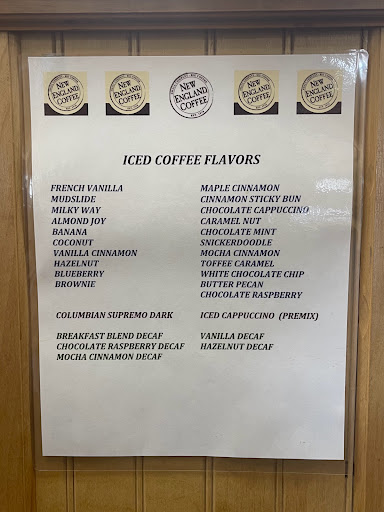 NEW ENGLAND COFFEE
NEW ENGLAND COFFEE
NEW ENGLAND COFFEE
NEW ENGLAND COFFEE
NEW ENGLAND COFFEE
ICED COFFEE FLAVORS
FRENCH VANILLA
MUDSLIDE
MILKY WAY
ALMOND JOY
BANANA
COCONUT
VANILLA CINNAMON
HAZELNUT
BLUEBERRY
BROWNIE
MAPLE CINNAMON
CINNAMON STICKY BUN
CHOCOLATE CAPPUCCINO
CARAMEL NUT
CHOCOLATE MINT
SNICKERDOODLE
MOCHA CINNAMON
TOFFEE CARAMEL
WHITE CHOCOLATE CHIP
BUTTER PECAN
CHOCOLATE RASPBERRY
COLUMBIAN SUPREMO DARK
ICED CAPPUCCINO (PREMIX)
BREAKFAST BLEND DECAF
CHOCOLATE RASPBERRY DECAF
MOCHA CINNAMON DECAF
VANILLA DECAF
HAZELNUT DECAF